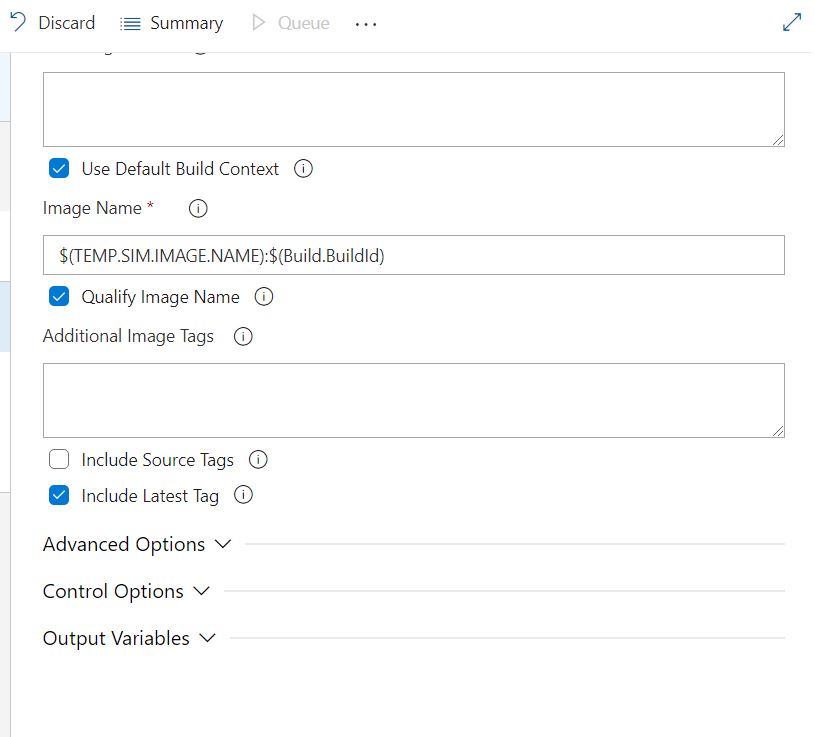 Discard Summary Queue ...
Use Default Build Context
Image Name *
$(TEMP.SIM.IMAGE.NAME):$(Build.BuildId)
Qualify Image Name
Additional Image Tags
Include Source Tags
Include Latest Tag
Advanced Options
Control Options
Output Variables